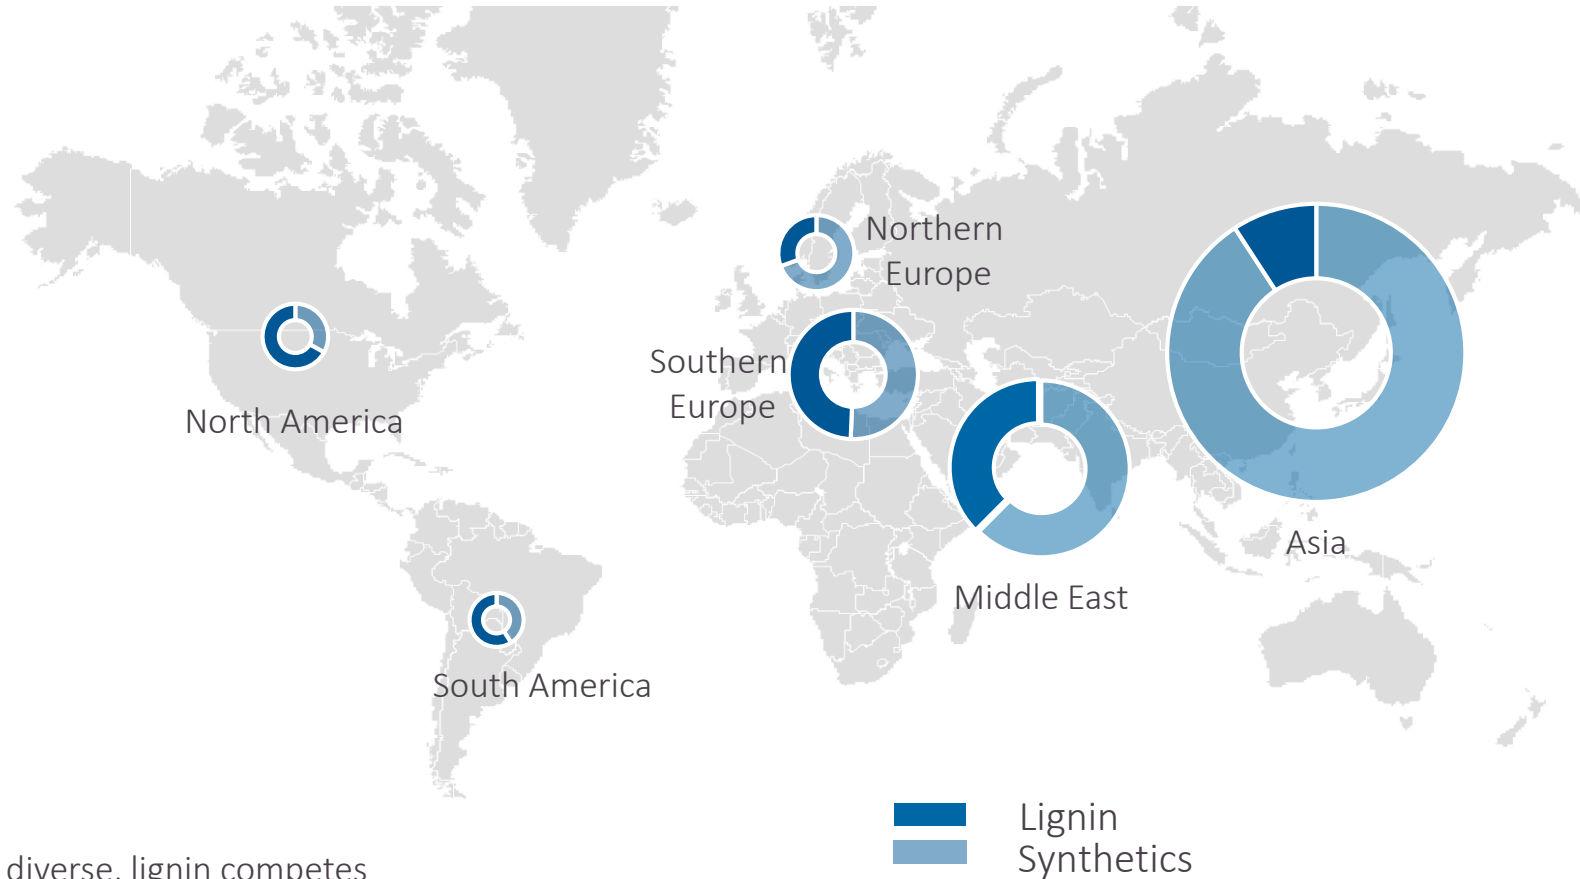 Northern
Europe
Southern
Europe
North America
Asia
Middle East
South America
Lignin
Synthetics
diverse, lignin competes